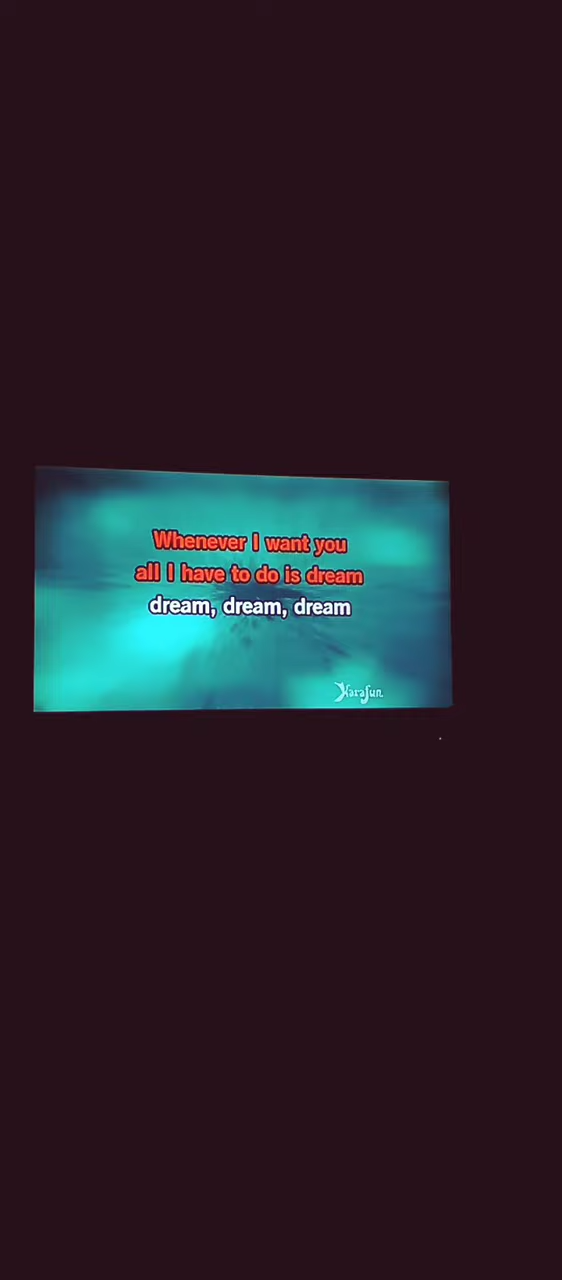 Whenever I want you
all I have to do is dream
dream, dream, dream
KaraFun